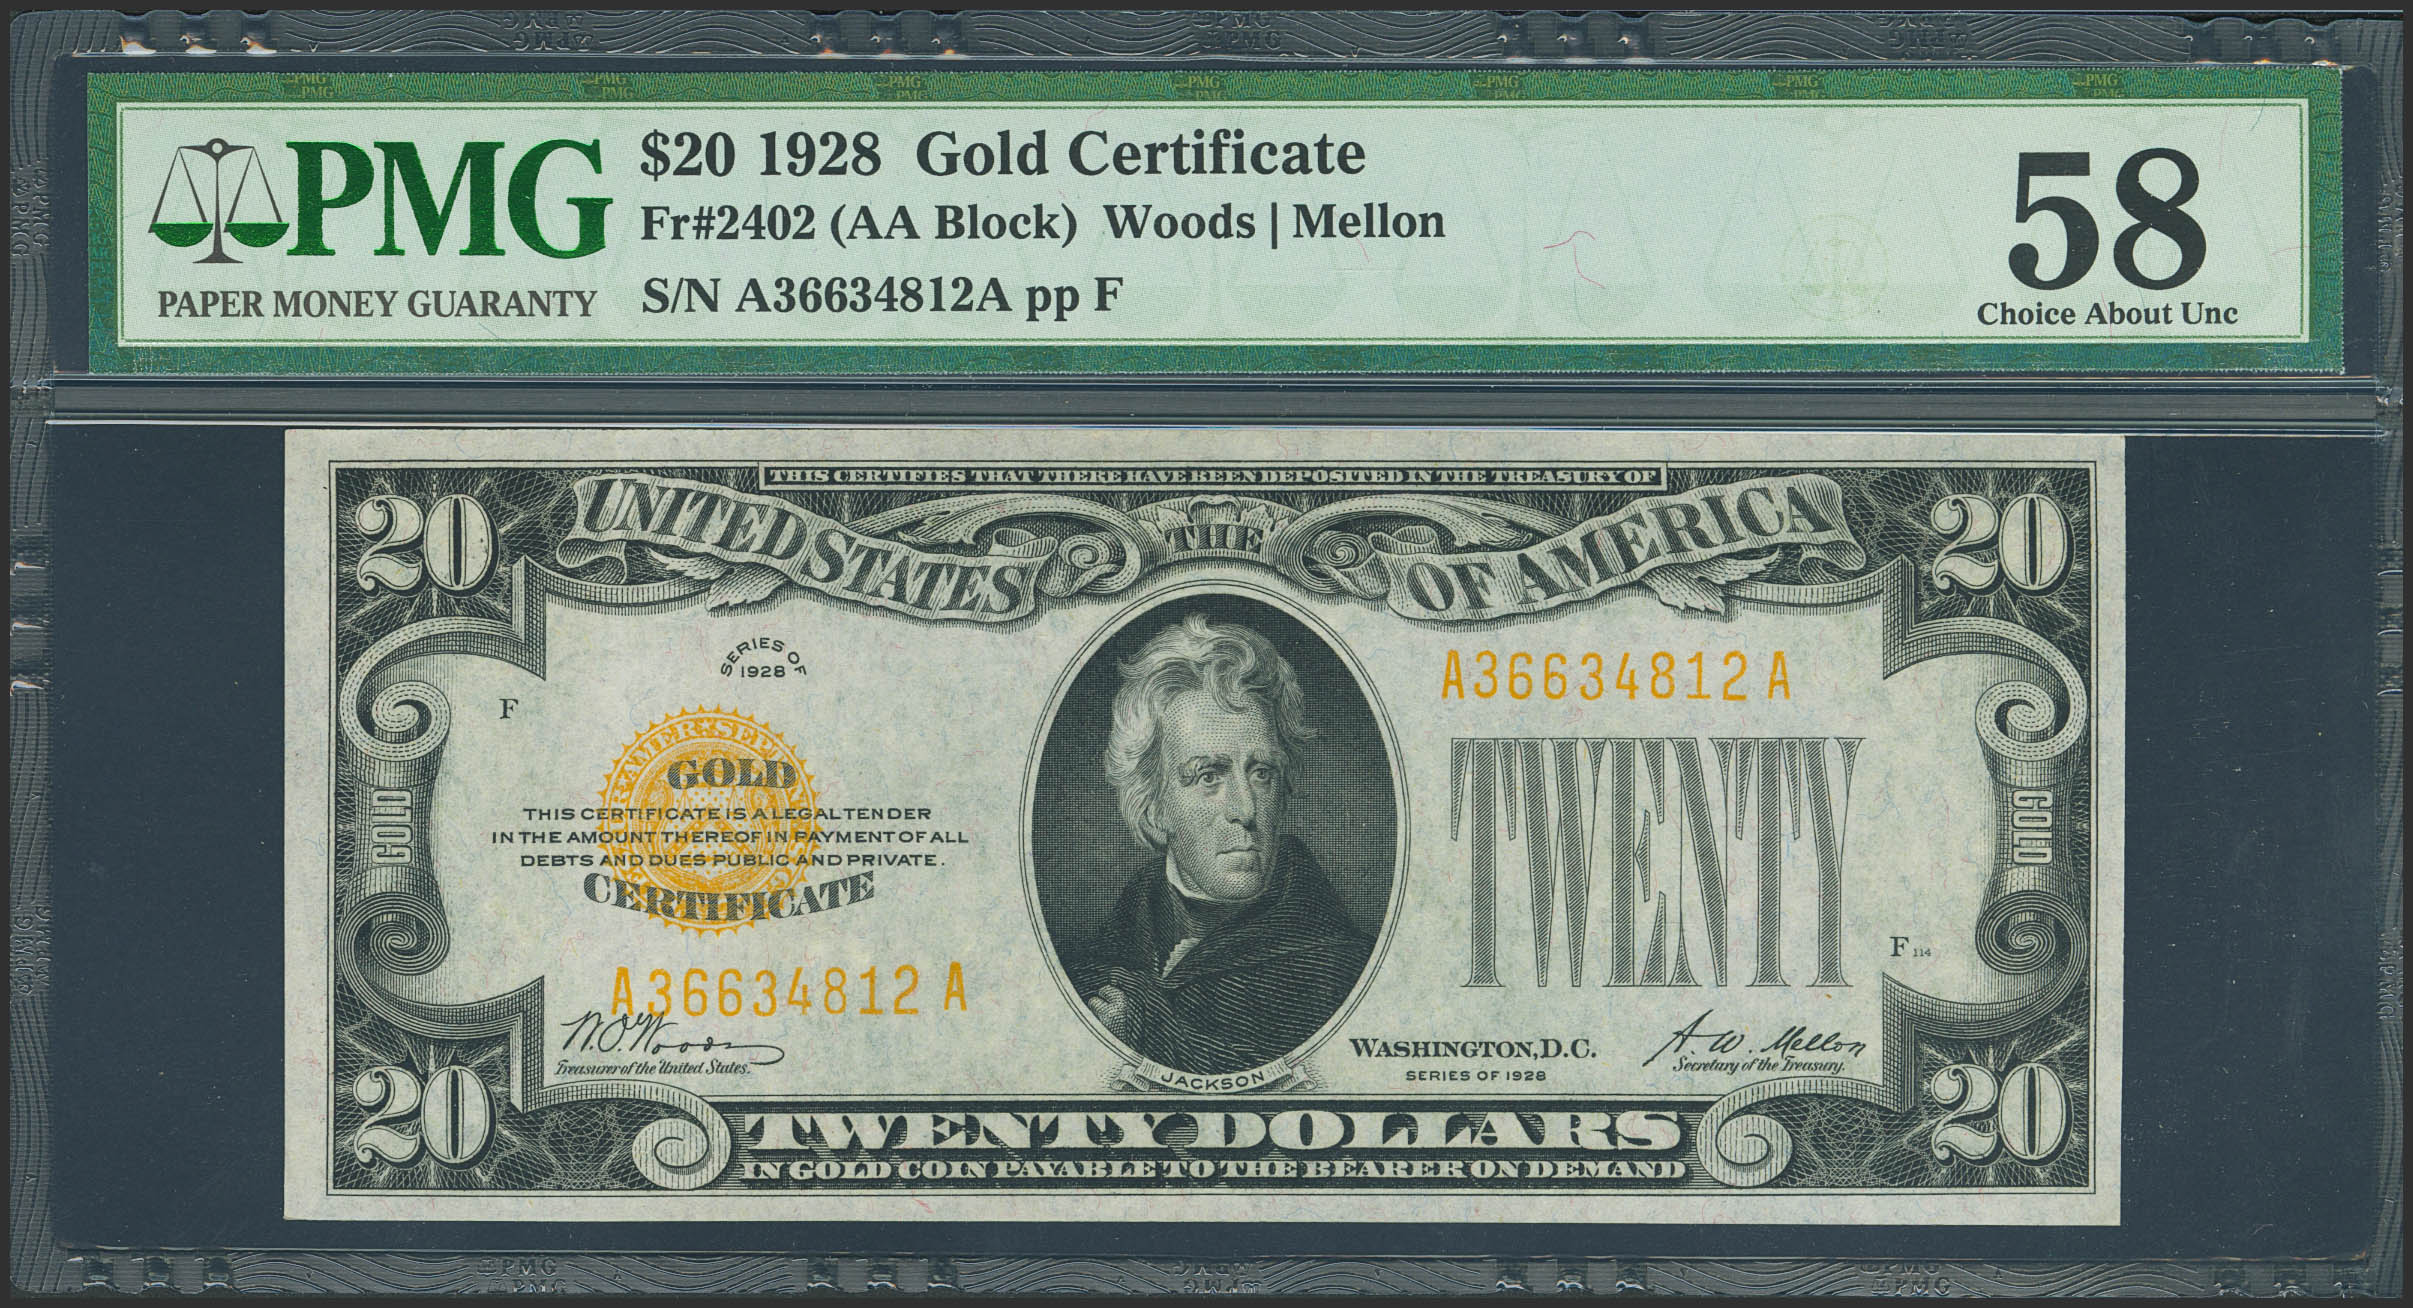 PMG
PAPER MONEY GUARANTY
$20 1928 Gold Certificate
Fr#2402 (AA Block) Woods | Mellon
S/N A36634812A pp F
58
Choice About Unc
THIS CERTIFIES THAT THERE HAVE BEEN DEPOSITED IN THE TREASURY OF
20
UNITED STATES
THE
OF AMERICA
20
SERIES OF
1928
A36634812A
F
GOLD
GOLD
TWENTY
GOLD
THIS CERTIFICATE IS A LEGAL TENDER
IN THE AMOUNT THEREOF IN PAYMENT OF ALL
DEBTS AND DUES PUBLIC AND PRIVATE.
CERTIFICATE
F 114
A36634812A
W. O. Woods
Treasurer of the United States.
WASHINGTON, D.C.
SERIES OF 1928
A. W. Mellon
Secretary of the Treasury.
JACKSON
20
TWENTY DOLLARS
20
IN GOLD COIN PAYABLE TO THE BEARER ON DEMAND